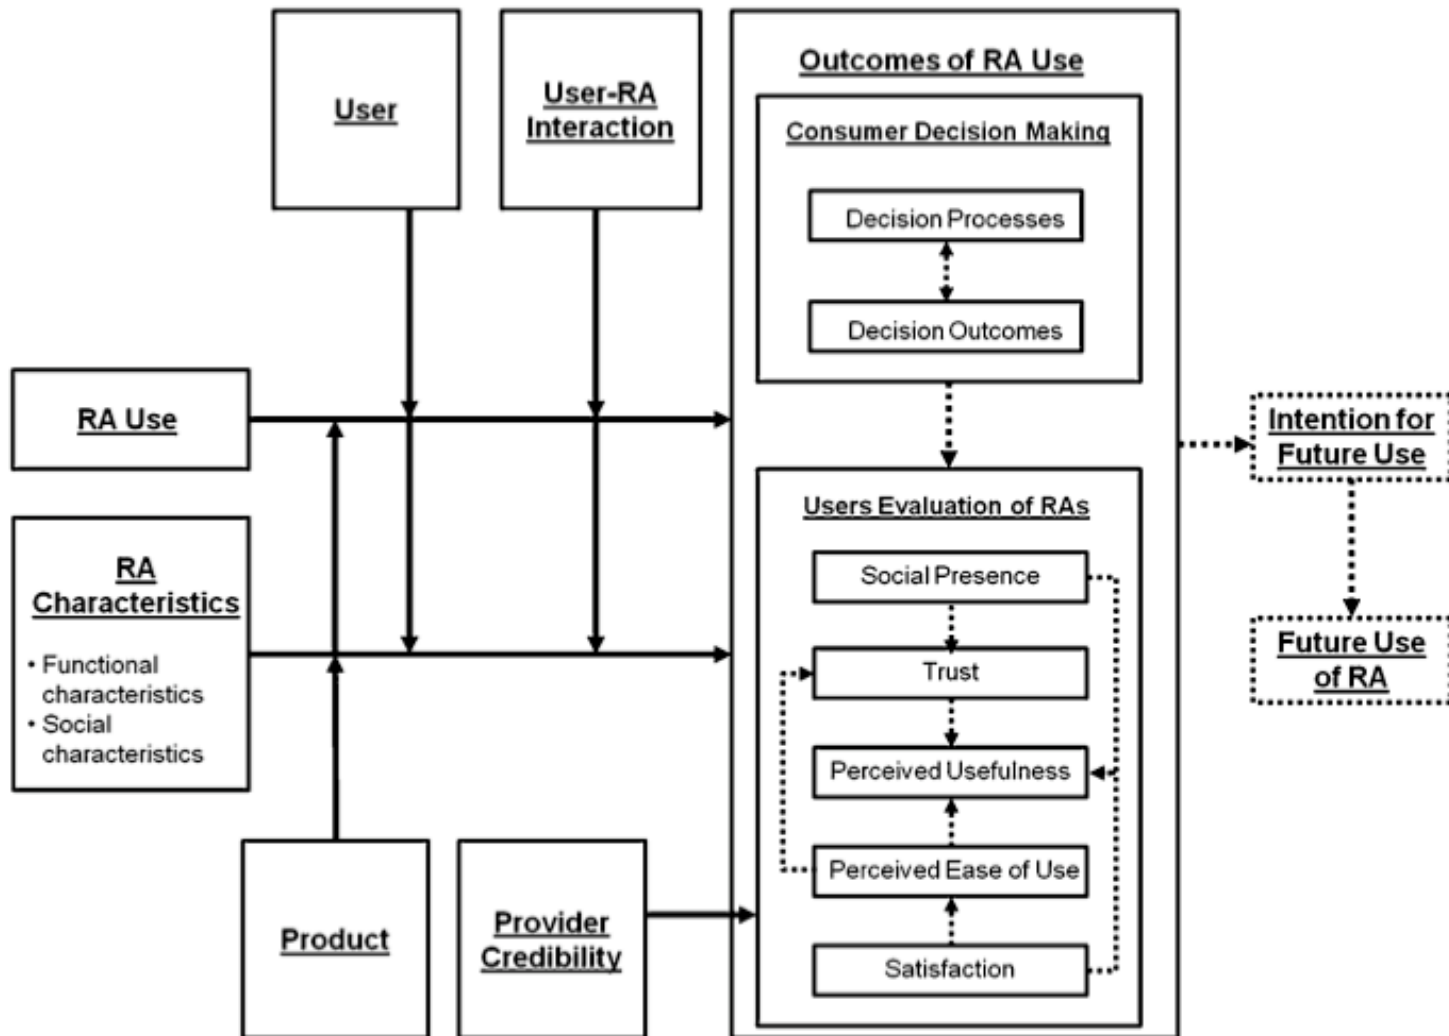 User
User-RA
Interaction
Outcomes of RA Use
Consumer Decision Making
Decision Processes
Decision Outcomes
RA Use
Intention for
Future Use
RA
Characteristics
• Functional
characteristics
• Social
characteristics
Users Evaluation of RAs
Social Presence
Trust
Perceived Usefulness
Perceived Ease of Use
Satisfaction
Future Use
of RA
Product
Provider
Credibility